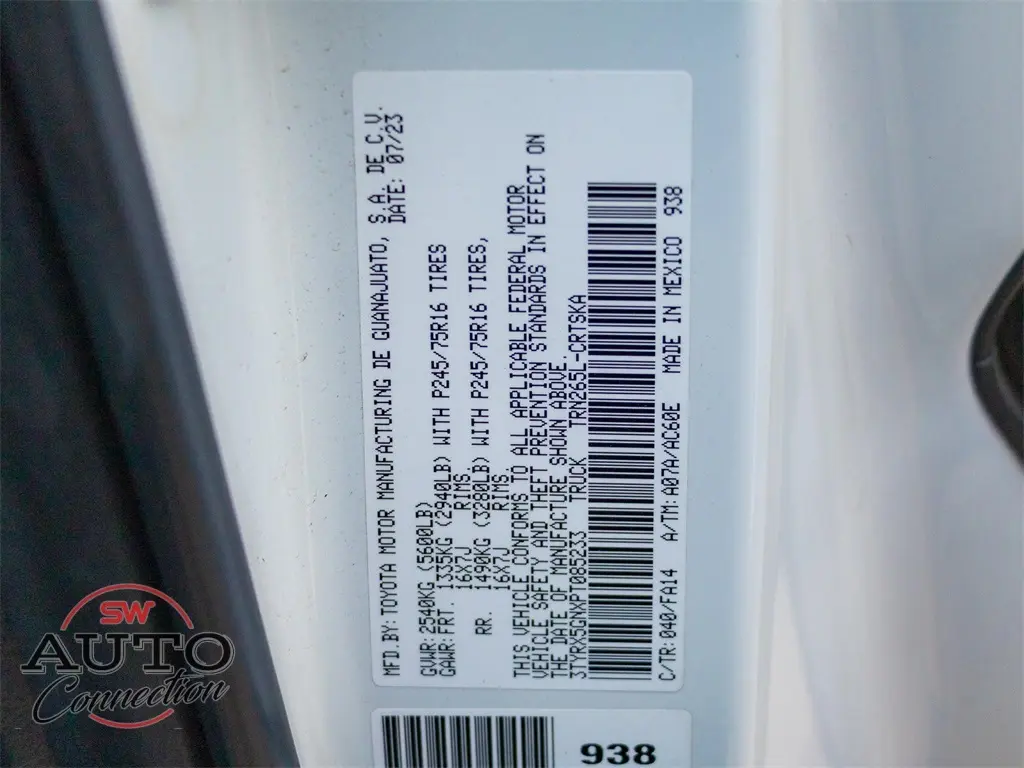 MFD.BY: TOYOTA MOTOR MANUFACTURING DE GUANAJUATO, S.A. DE C.V.
DATE: 07/23
GVWR: 2540KG (5600LB)
GAWR: FRT. 1335KG (2940LB) WITH P245/75R16 TIRES
16X7J RIMS.
RR. 1490KG (3280LB) WITH P245/75R16 TIRES,
16X7J RIMS.
THIS VEHICLE CONFORMS TO ALL APPLICABLE FEDERAL MOTOR
VEHICLE SAFETY AND THEFT PREVENTION STANDARDS IN EFFECT ON
THE DATE OF MANUFACTURE SHOWN ABOVE.
3TYRX5GNXPT085233 TRUCK TRN265L-CRTSKA
C/TR: 040/FA14 A/TM: A07A/AC60E MADE IN MEXICO 938
938
SW
AUTO
Connection